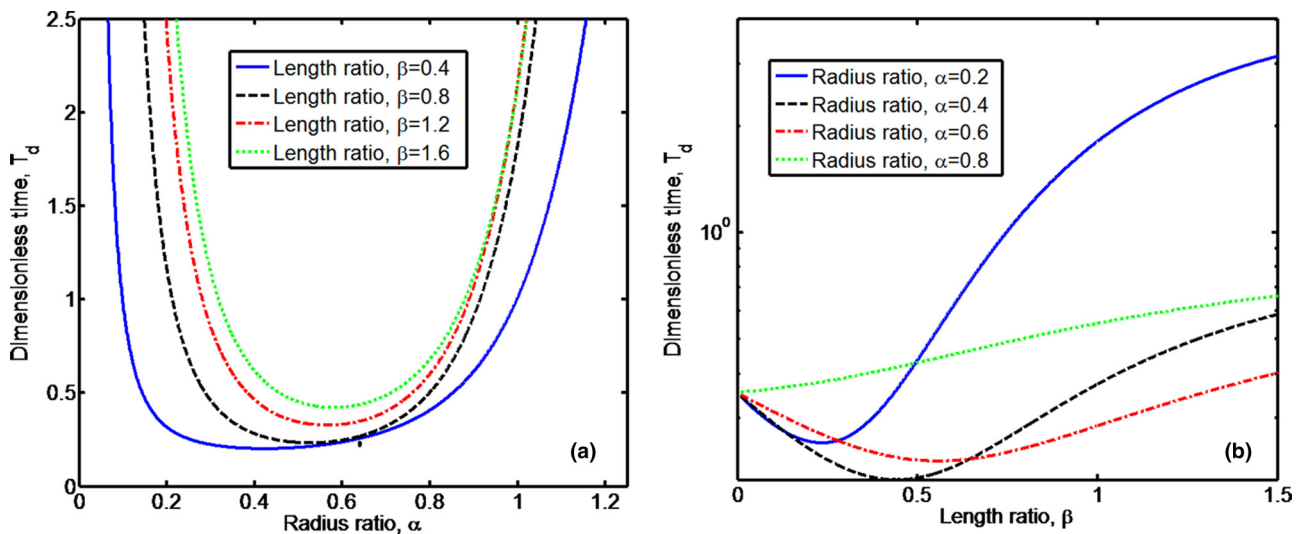 2.5
2
1.5
1
0.5
0
Dimensionless time, T_d
Length ratio, β=0.4
Length ratio, β=0.8
Length ratio, β=1.2
Length ratio, β=1.6
(a)
0 0.2 0.4 0.6 0.8 1 1.2
Radius ratio, α
Dimensionless time, T_d
10^0
Radius ratio, α=0.2
Radius ratio, α=0.4
Radius ratio, α=0.6
Radius ratio, α=0.8
(b)
0 0.5 1 1.5
Length ratio, β